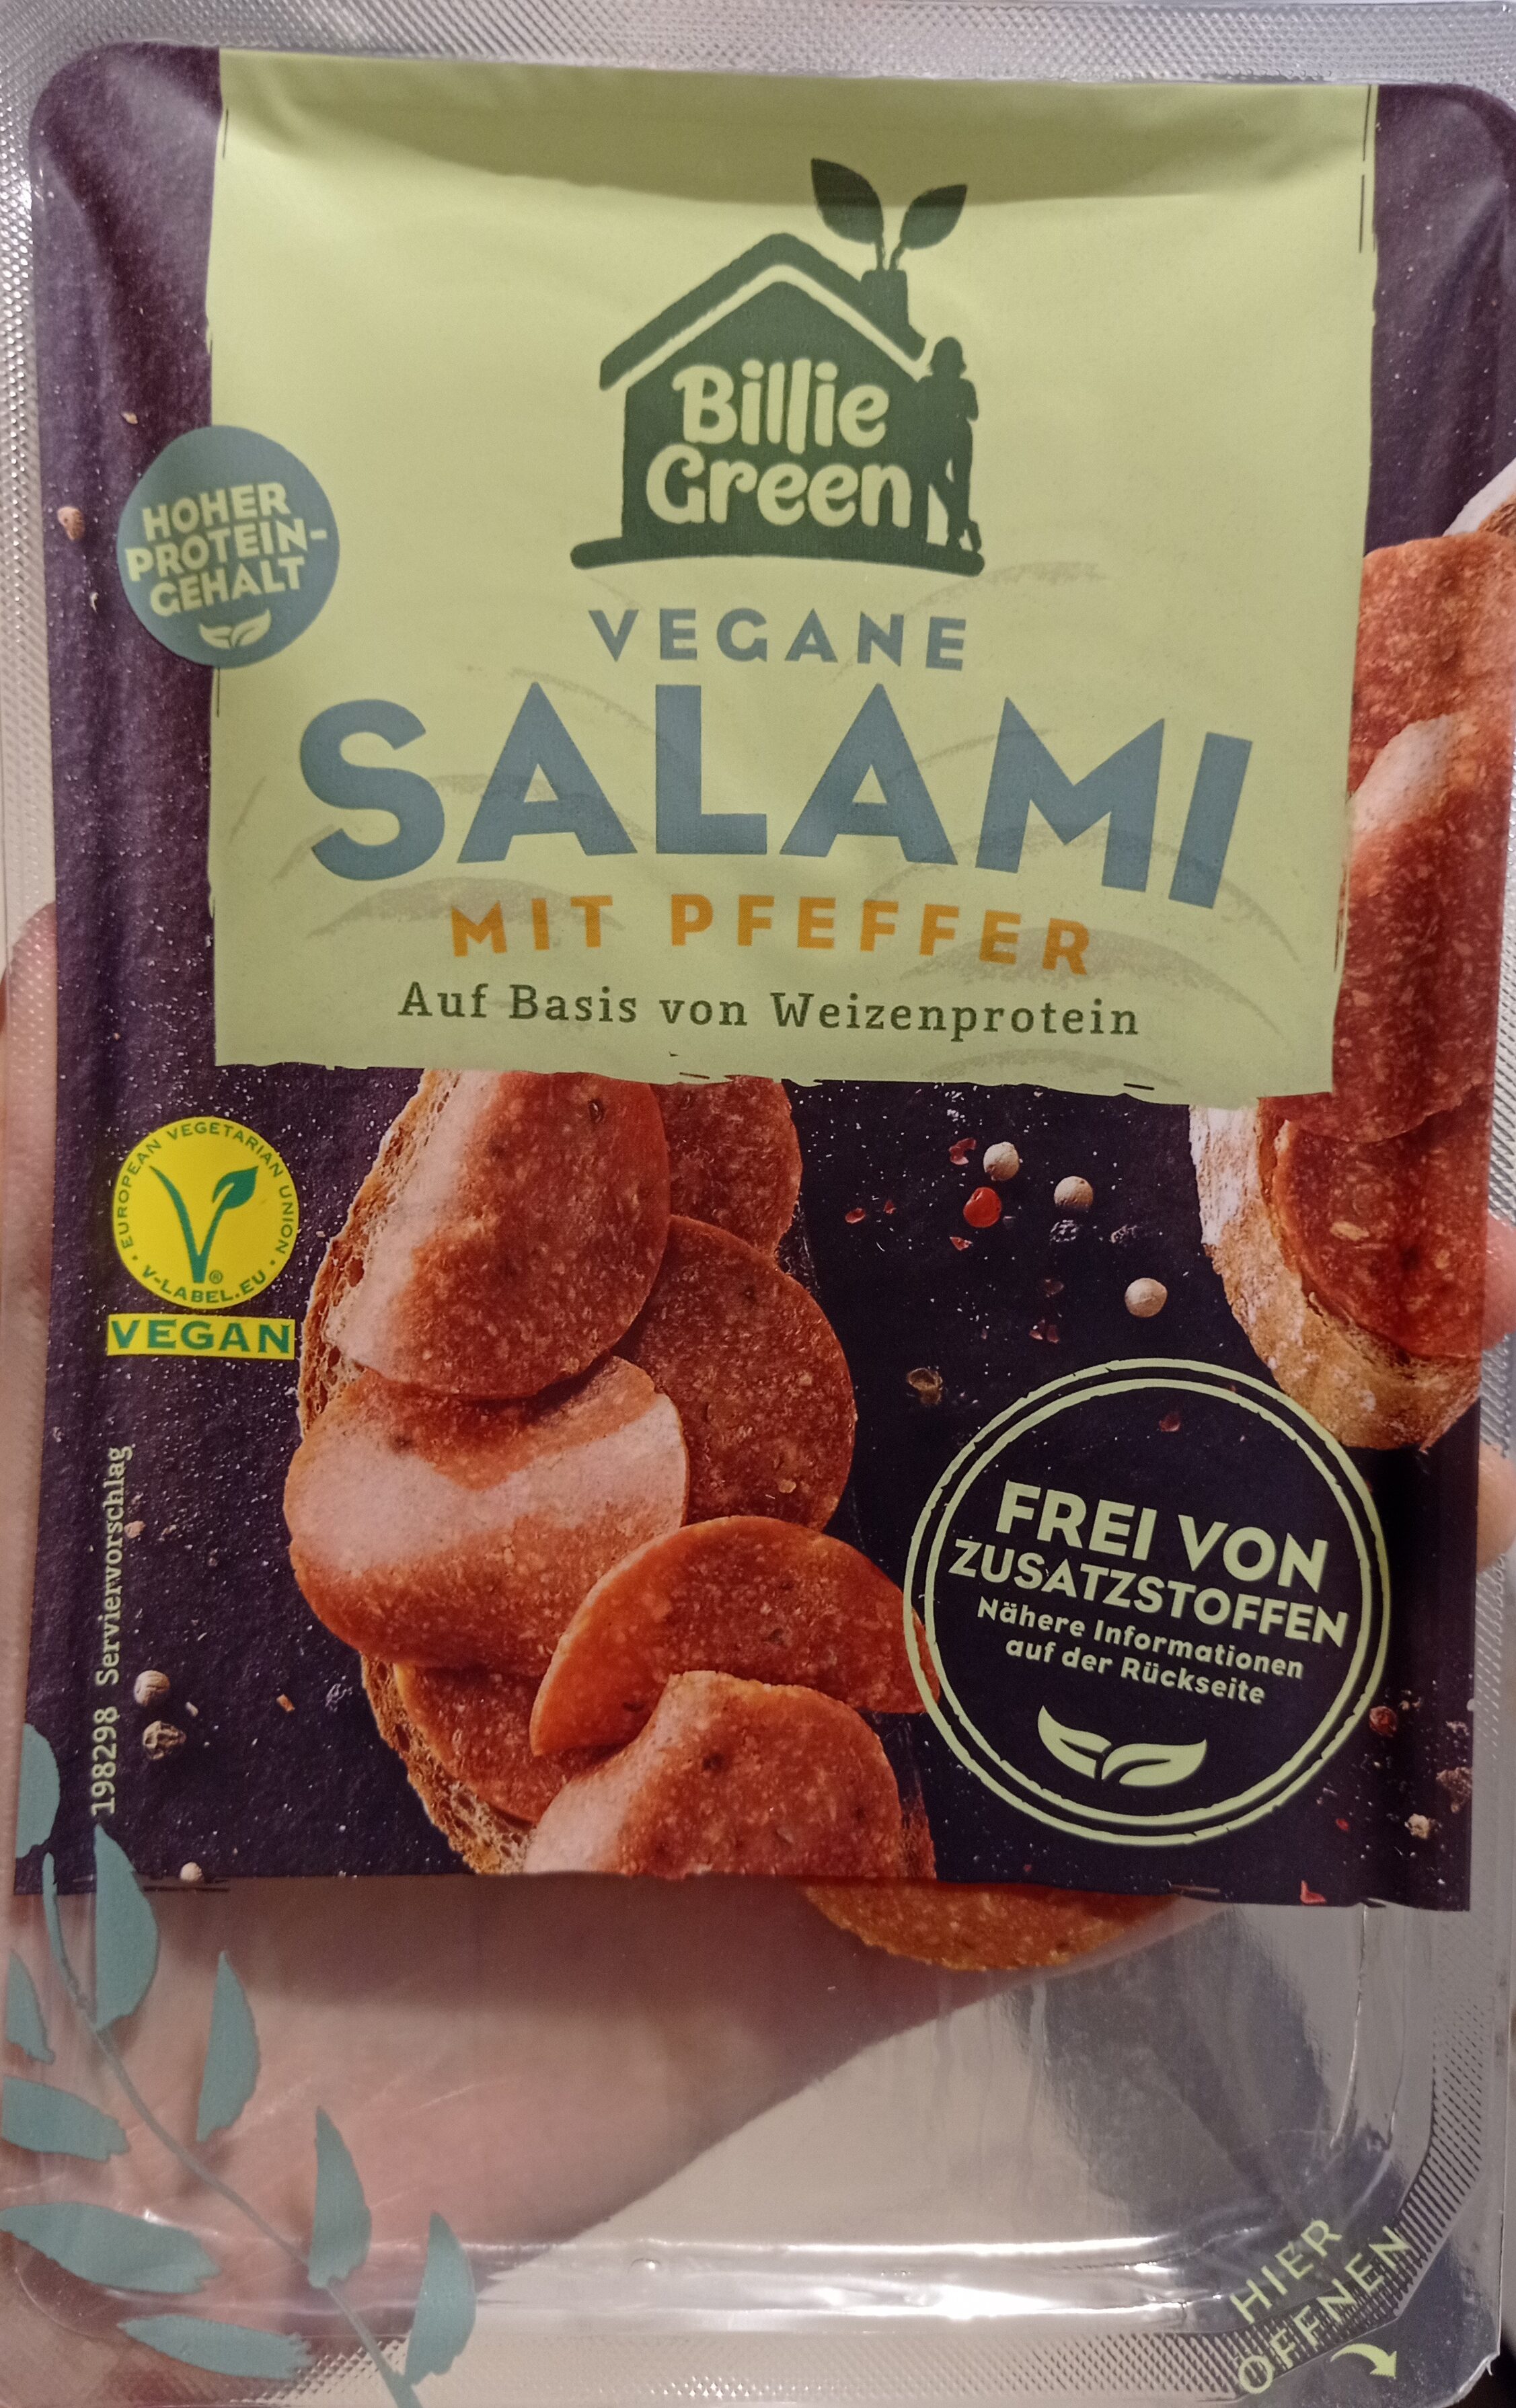 Billie
Green
HOHER
PROTEIN-
GEHALT
VEGANE
SALAMI
MIT PFEFFER
Auf Basis von Weizenprotein
· EUROPEAN VEGETARIAN UNION ·
V-LABEL.EU
®
VEGAN
FREI VON
ZUSATZSTOFFEN
Nähere Informationen
auf der Rückseite
198298 Serviervorschlag
HIER
ÖFFNEN